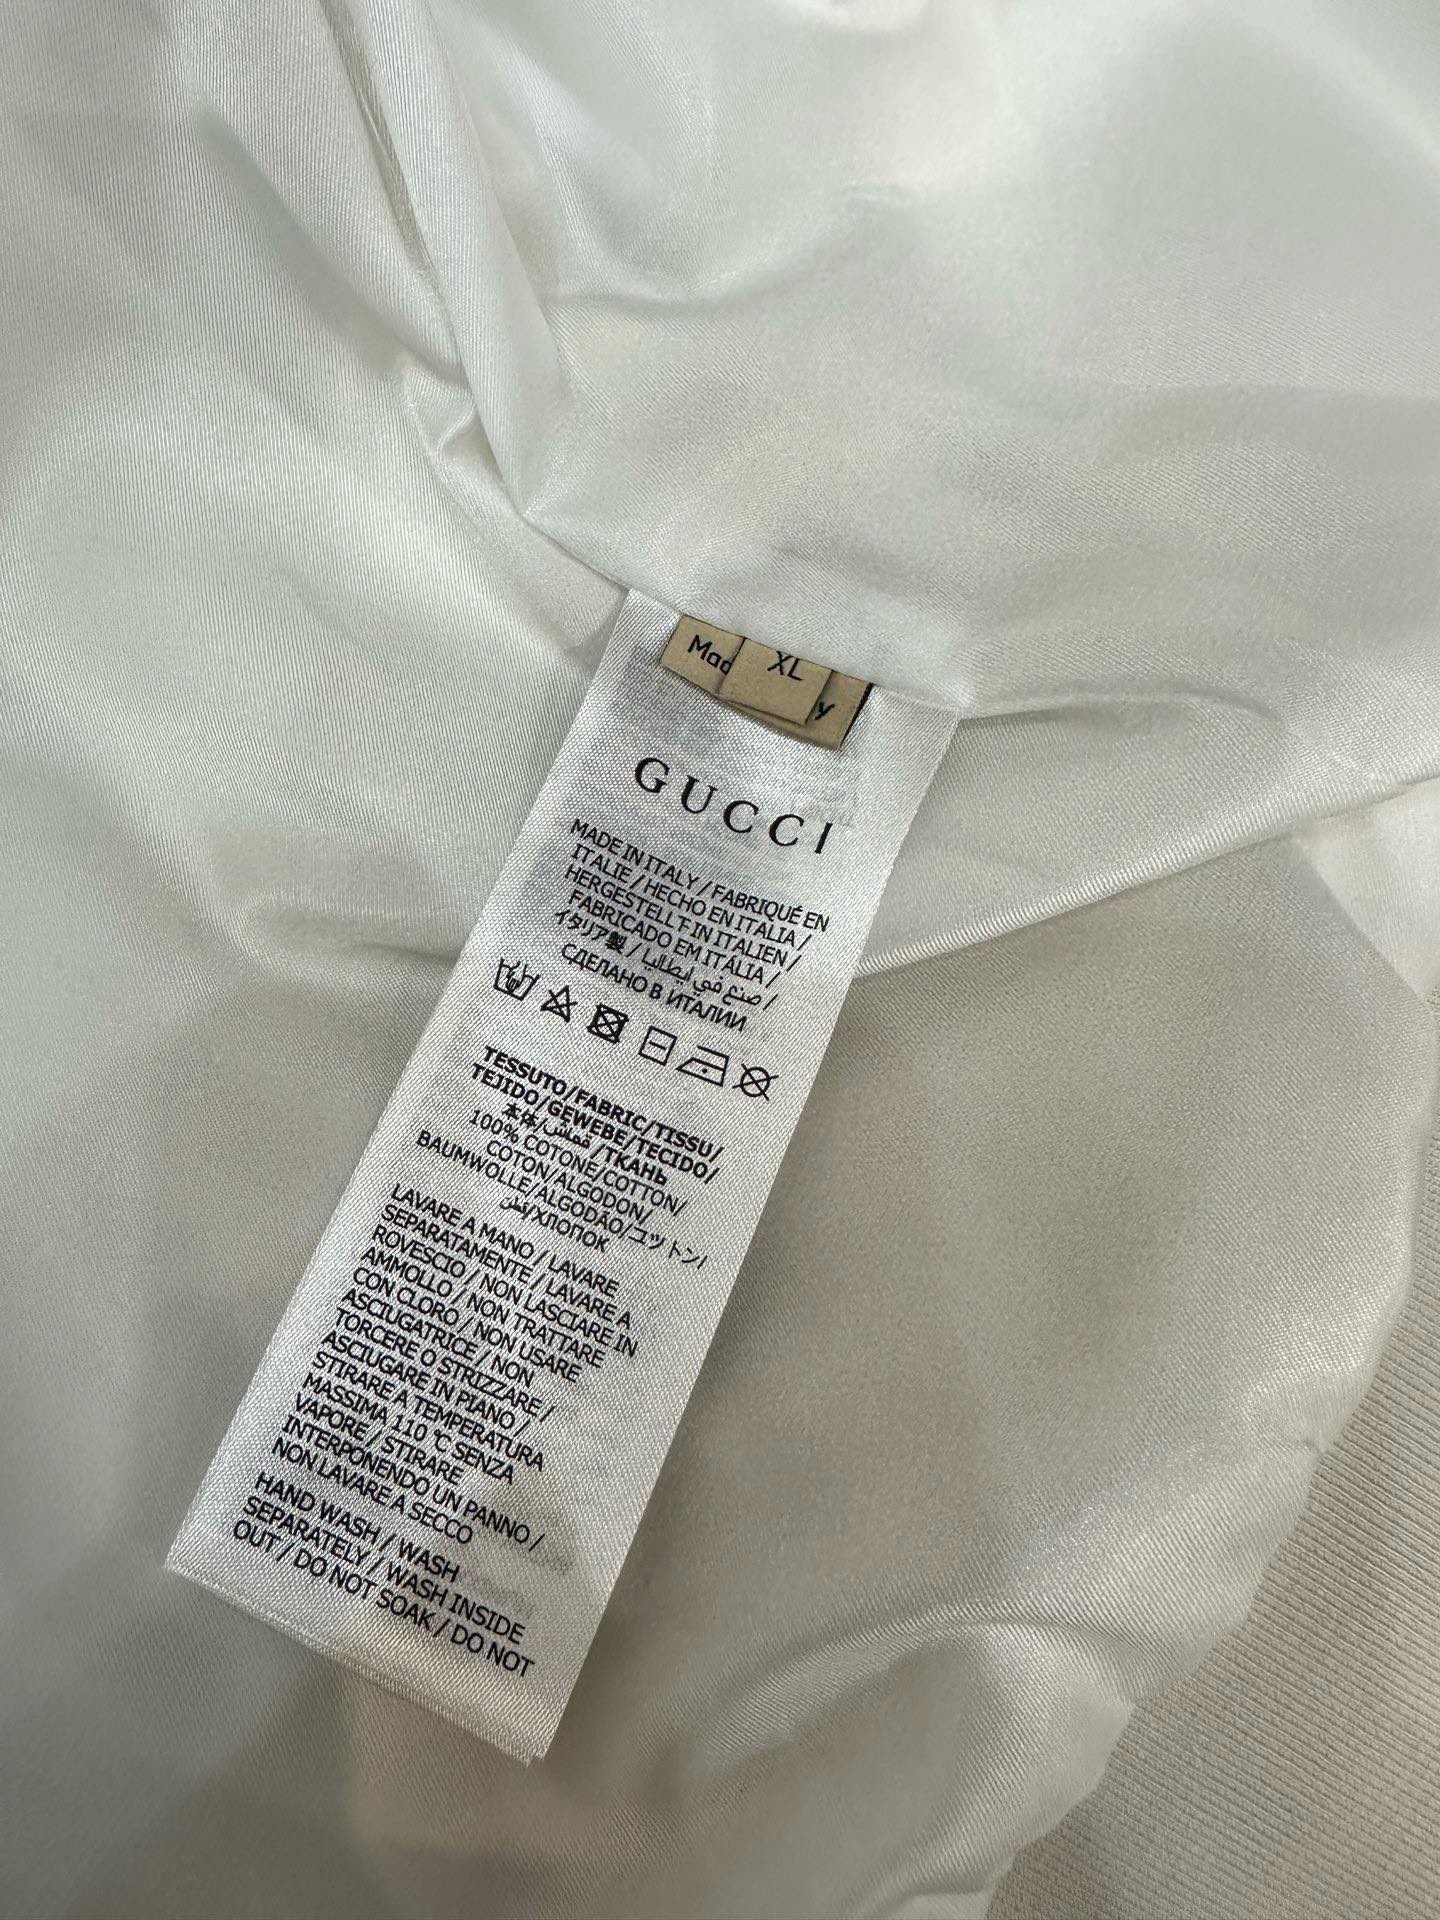 XL
GUCCI
MADE IN ITALY / FABRIQUÉ EN
ITALIE / HECHO EN ITALIA /
HERGESTELLT IN ITALIEN /
FABRICADO EM ITÁLIA /
イタリア製 / صنع في ايطاليا /
СДЕЛАНО В ИТАЛИИ
TESSUTO/FABRIC/TISSU/
TEJIDO/GEWEBE/TECIDO/
本体/قماش/ТКАНЬ
100% COTONE/COTTON/
COTON/ALGODON/
BAUMWOLLE/ALGODÃO/コットン/
قطن/ХЛОПОК
LAVARE A MANO / LAVARE
SEPARATAMENTE / LAVARE A
ROVESCIO / NON LASCIARE IN
AMMOLLO / NON TRATTARE
CON CLORO / NON USARE
ASCIUGATRICE / NON
TORCERE O STRIZZARE /
ASCIUGARE IN PIANO /
STIRARE A TEMPERATURA
MASSIMA 110 °C SENZA
VAPORE / STIRARE
INTERPONENDO UN PANNO /
NON LAVARE A SECCO
HAND WASH / WASH
SEPARATELY / WASH INSIDE
OUT / DO NOT SOAK / DO NOT